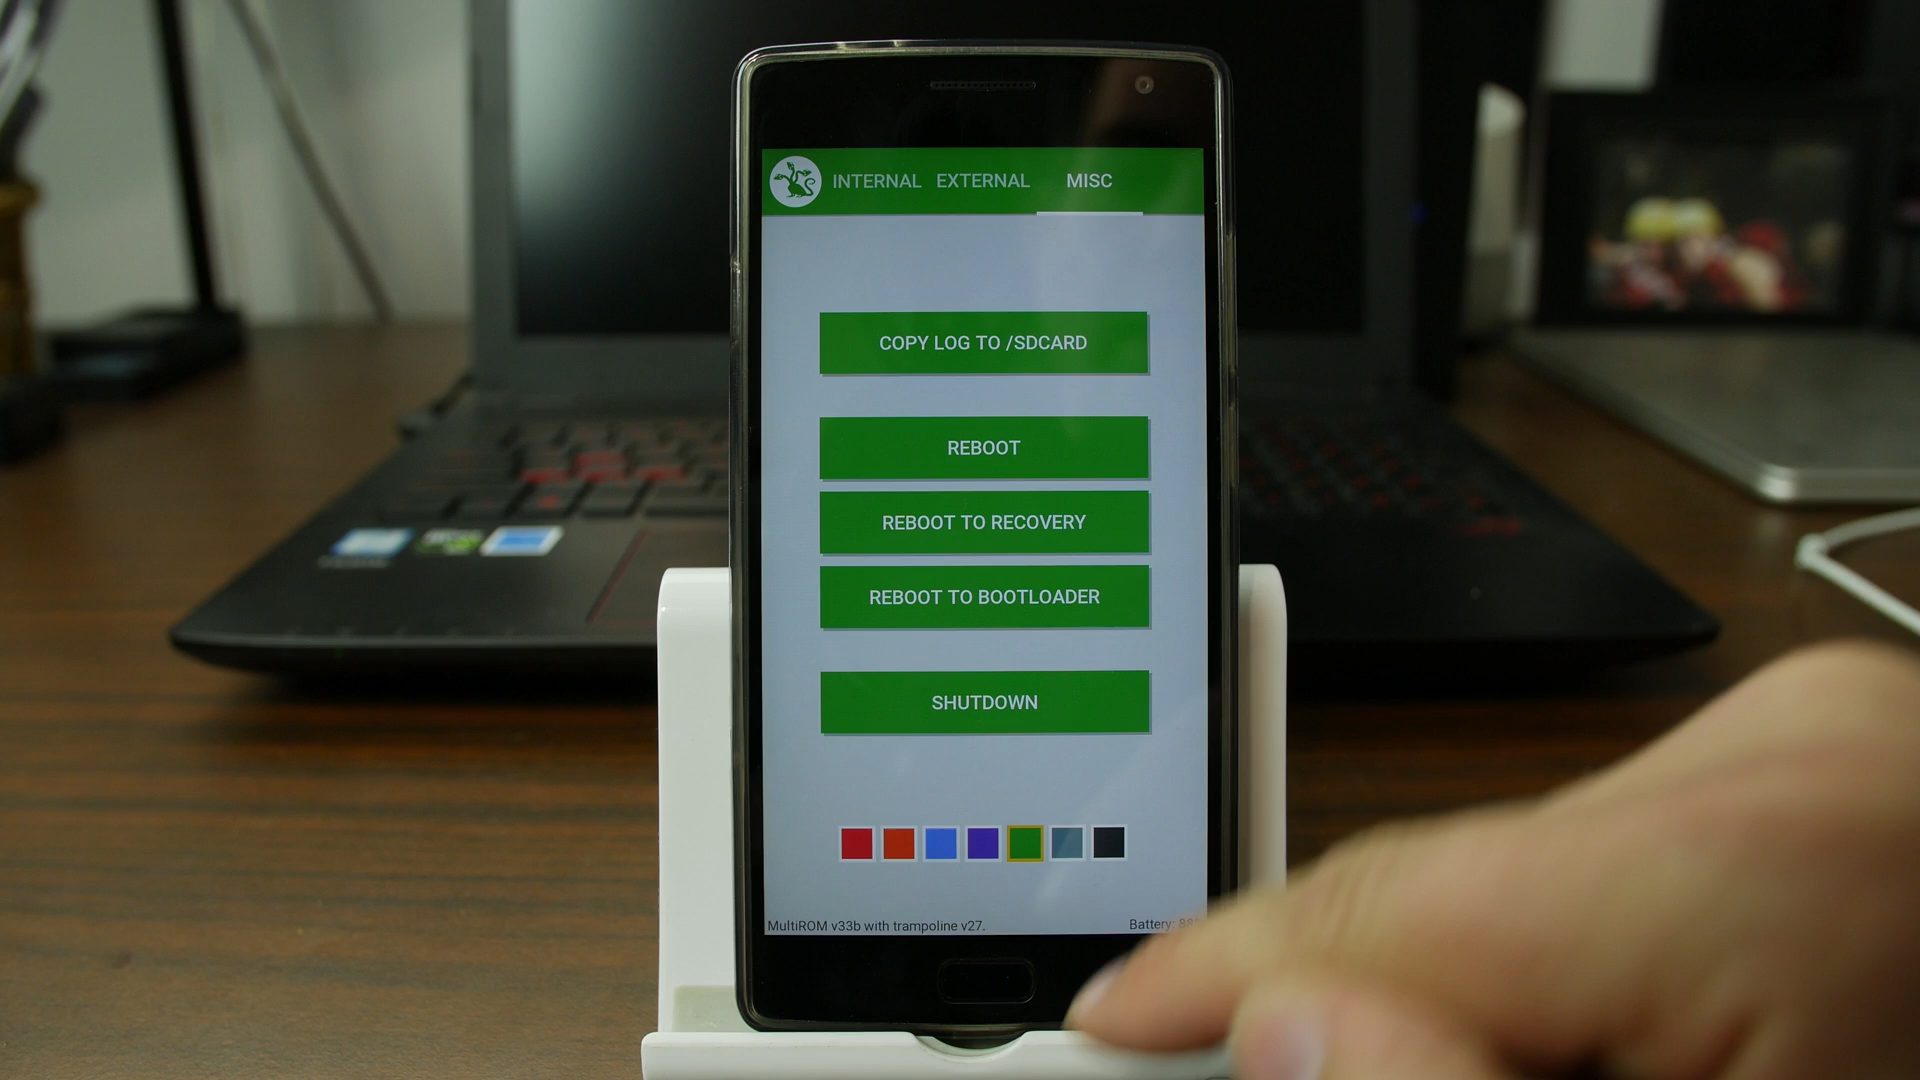 INTERNAL EXTERNAL MISC
COPY LOG TO /SDCARD
REBOOT
REBOOT TO RECOVERY
REBOOT TO BOOTLOADER
SHUTDOWN
MultiROM v33b with trampoline v27. Battery: